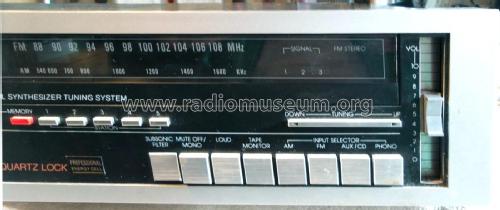 FM 88 90 92 94 96 98 100 102 104 106 108 MHz
SIGNAL FM STEREO
VOL
AM 540 600 700 800 1000 1200 1400 1600 KHz
1 2 3
10
9
8
7
6
5
4
3
2
1
0
www.radiomuseum.org
L SYNTHESIZER TUNING SYSTEM
MEMORY 1 2 3 4 5
STATION
DOWN TUNING UP
SUBSONIC FILTER
MUTE OFF/ MONO
LOUD
TAPE MONITOR
INPUT SELECTOR
AM FM AUX/CD PHONO
QUARTZ LOCK
PROFESSIONAL
ENERGY CELL